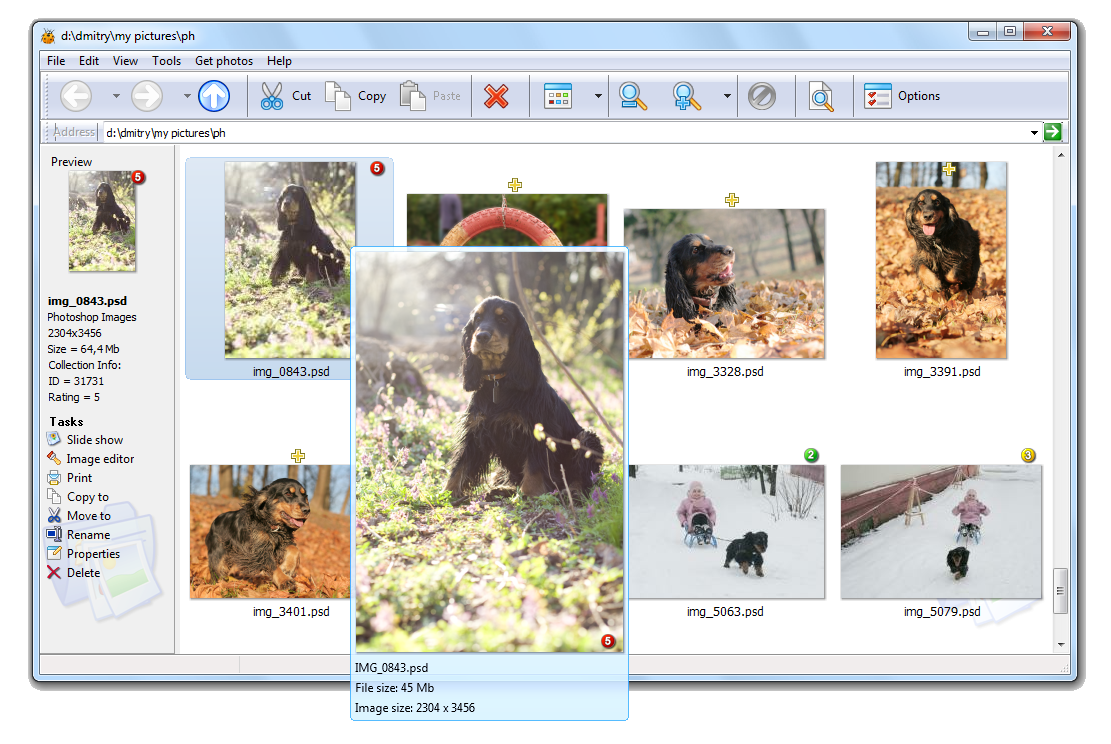 d:\dmitry\my pictures\ph
File Edit View Tools Get photos Help
Cut Copy Paste Options
Address d:\dmitry\my pictures\ph
Preview
5
img_0843.psd
Photoshop Images
2304x3456
Size = 64,4 Mb
Collection Info:
ID = 31731
Rating = 5
Tasks
Slide show
Image editor
Print
Copy to
Move to
Rename
Properties
Delete
5
img_0843.psd
img_3328.psd
img_3391.psd
2
3
img_3401.psd
img_5063.psd
img_5079.psd
5
IMG_0843.psd
File size: 45 Mb
Image size: 2304 x 3456